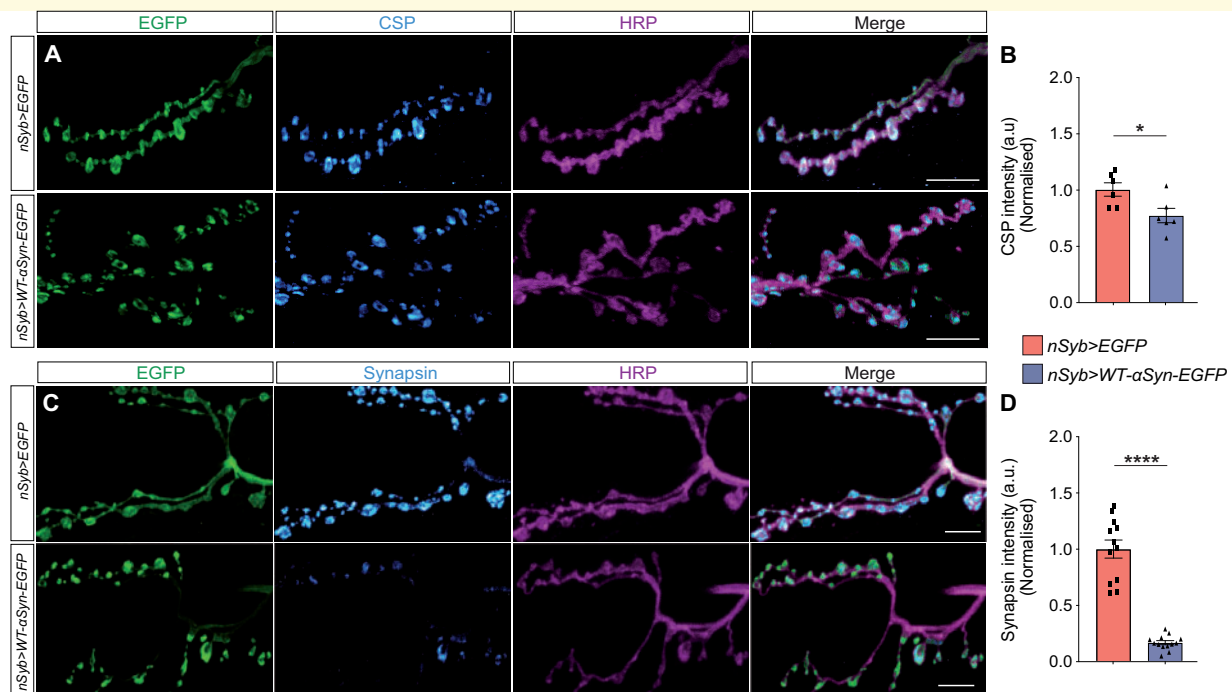 EGFP CSP HRP Merge
A
nSyb>EGFP
nSyb>WT-αSyn-EGFP
B
CSP intensity (a.u)
(Normalised)
2.0
1.5
1.0
0.5
0.0
*
nSyb>EGFP
nSyb>WT-αSyn-EGFP
EGFP Synapsin HRP Merge
C
nSyb>EGFP
nSyb>WT-αSyn-EGFP
D
Synapsin intensity (a.u.)
(Normalised)
2.0
1.5
1.0
0.5
0.0
****